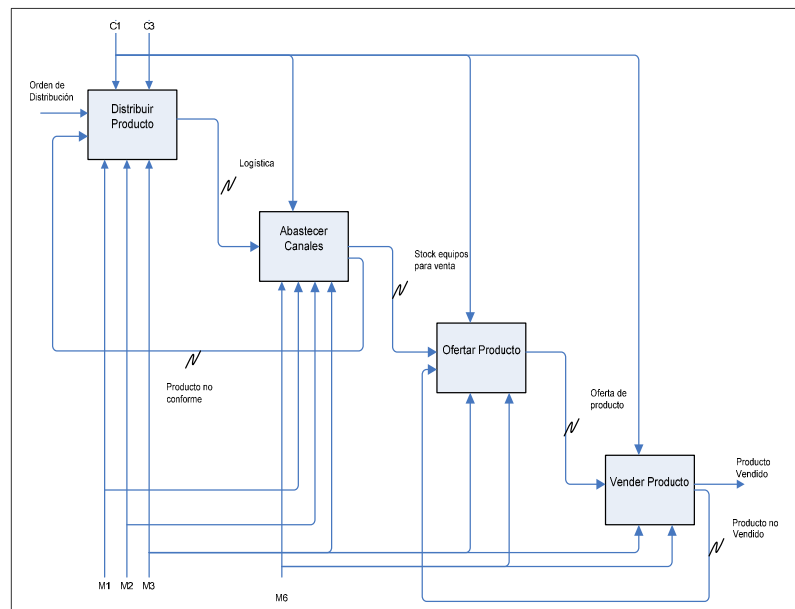 C1
C3
Orden de
Distribución
Distribuir
Producto
Logística
Abastecer
Canales
Stock equipos
para venta
Producto no
conforme
Ofertar Producto
Oferta de
producto
Vender Producto
Producto
Vendido
Producto no
Vendido
M1
M2
M3
M6